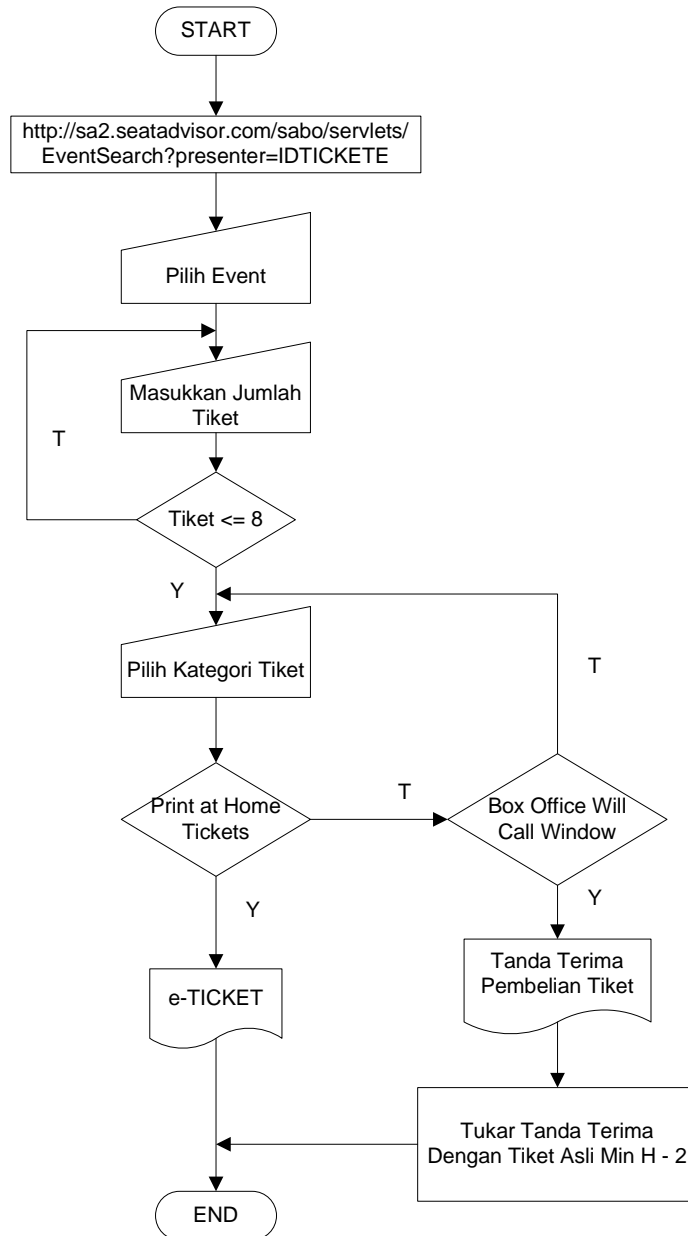 START
http://sa2.seatadvisor.com/sabo/servlets/
EventSearch?presenter=IDTICKETE
Pilih Event
Masukkan Jumlah
Tiket
T
Tiket <= 8
Y
Pilih Kategori Tiket
T
Print at Home
Tickets
T
Box Office Will
Call Window
Y
Y
e-TICKET
Tanda Terima
Pembelian Tiket
Tukar Tanda Terima
Dengan Tiket Asli Min H - 2
END